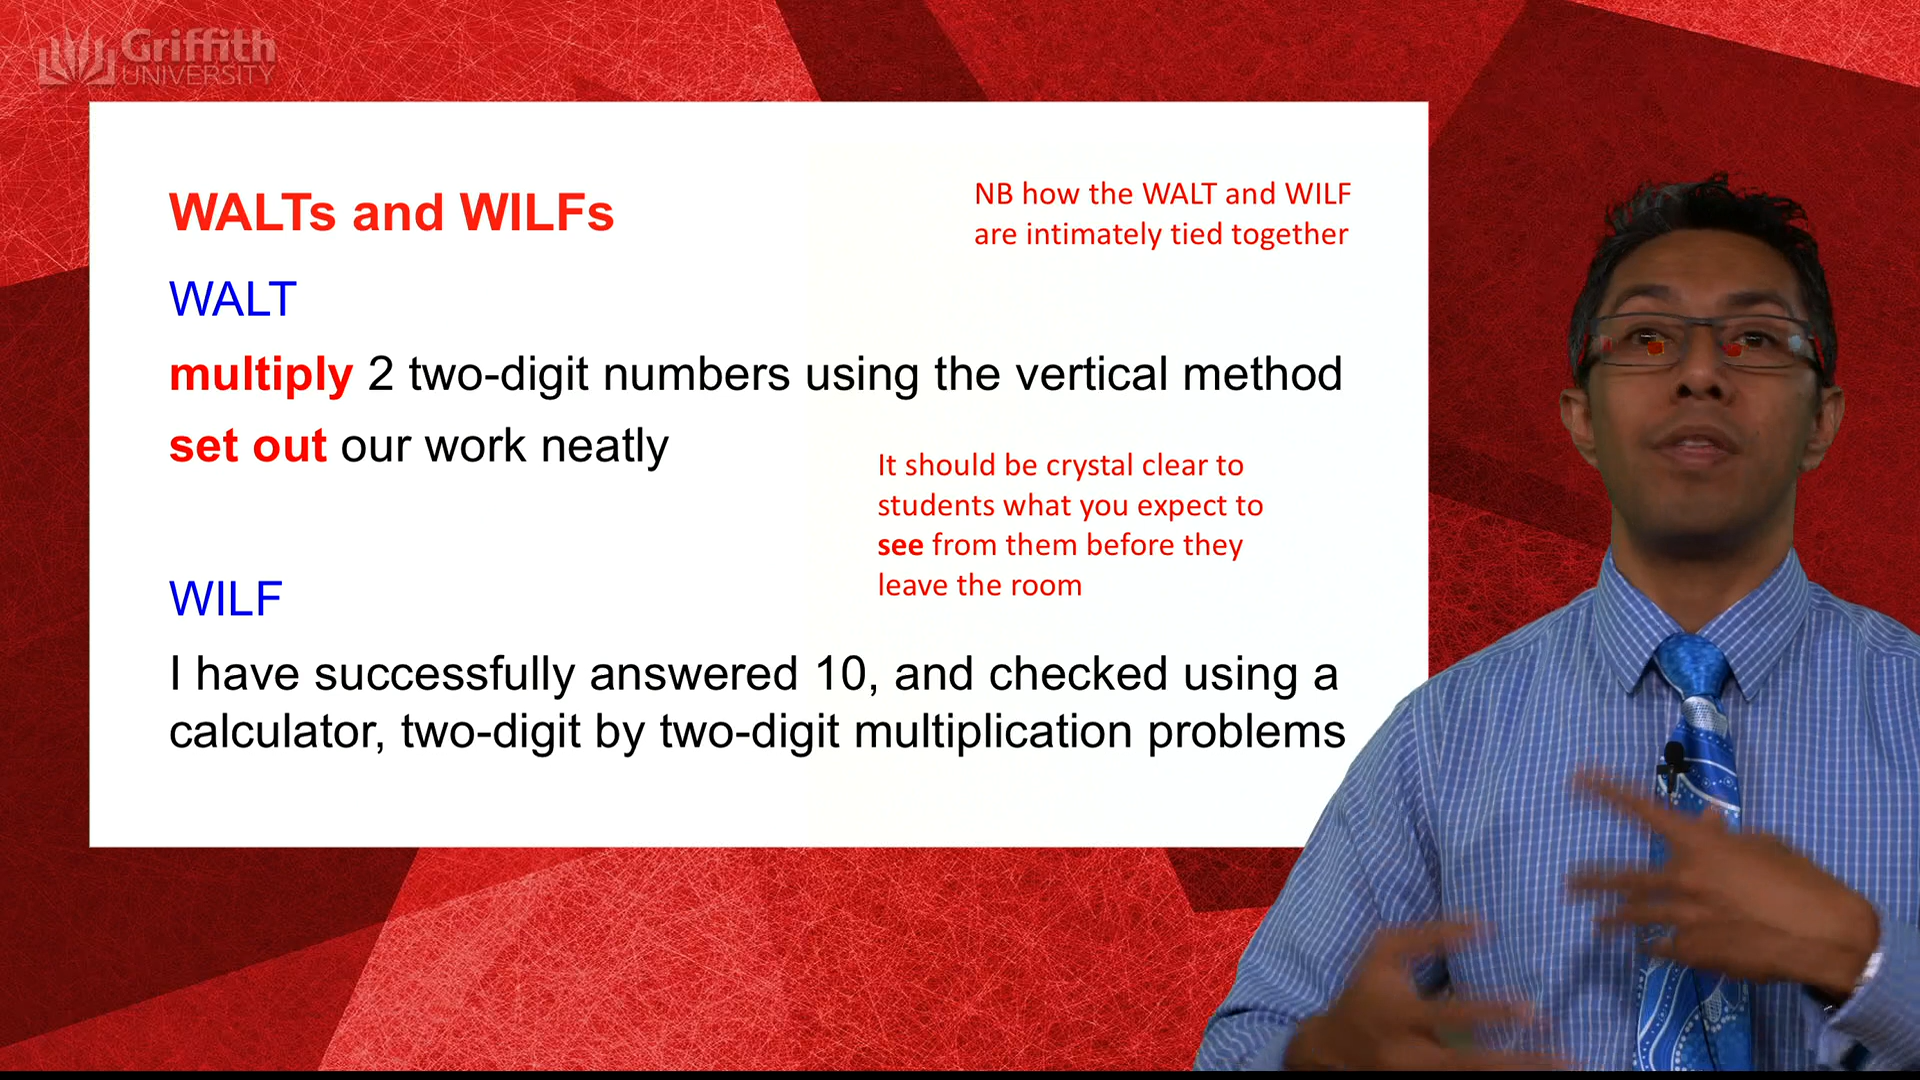 Griffith
UNIVERSITY
WALTs and WILFs
NB how the WALT and WILF
are intimately tied together
WALT
multiply 2 two-digit numbers using the vertical method
set out our work neatly
It should be crystal clear to
students what you expect to
see from them before they
leave the room
WILF
I have successfully answered 10, and checked using a
calculator, two-digit by two-digit multiplication problems